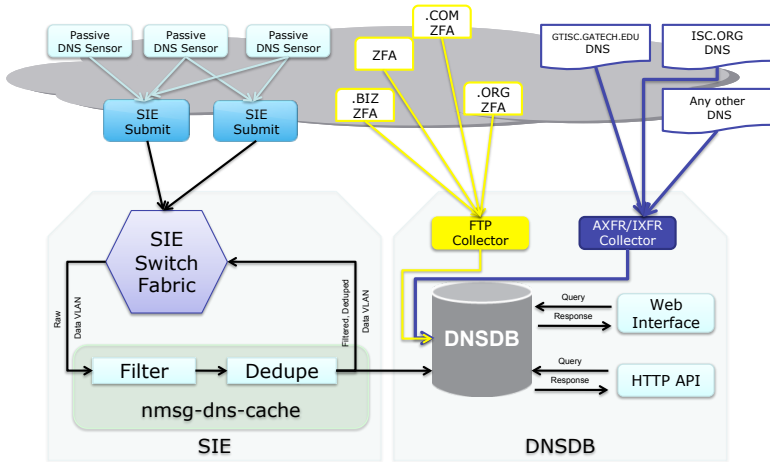 Passive
DNS Sensor
Passive
DNS Sensor
Passive
DNS Sensor
.COM
ZFA
ZFA
.BIZ
ZFA
.ORG
ZFA
GTISC.GATECH.EDU
DNS
ISC.ORG
DNS
Any other
DNS
SIE
Submit
SIE
Submit
SIE
Switch
Fabric
FTP
Collector
AXFR/IXFR
Collector
Raw
Data VLAN
Filtered, Deduped
Data VLAN
Filter
Dedupe
nmsg-dns-cache
SIE
DNSDB
Query
Response
Web
Interface
Query
Response
HTTP API
DNSDB